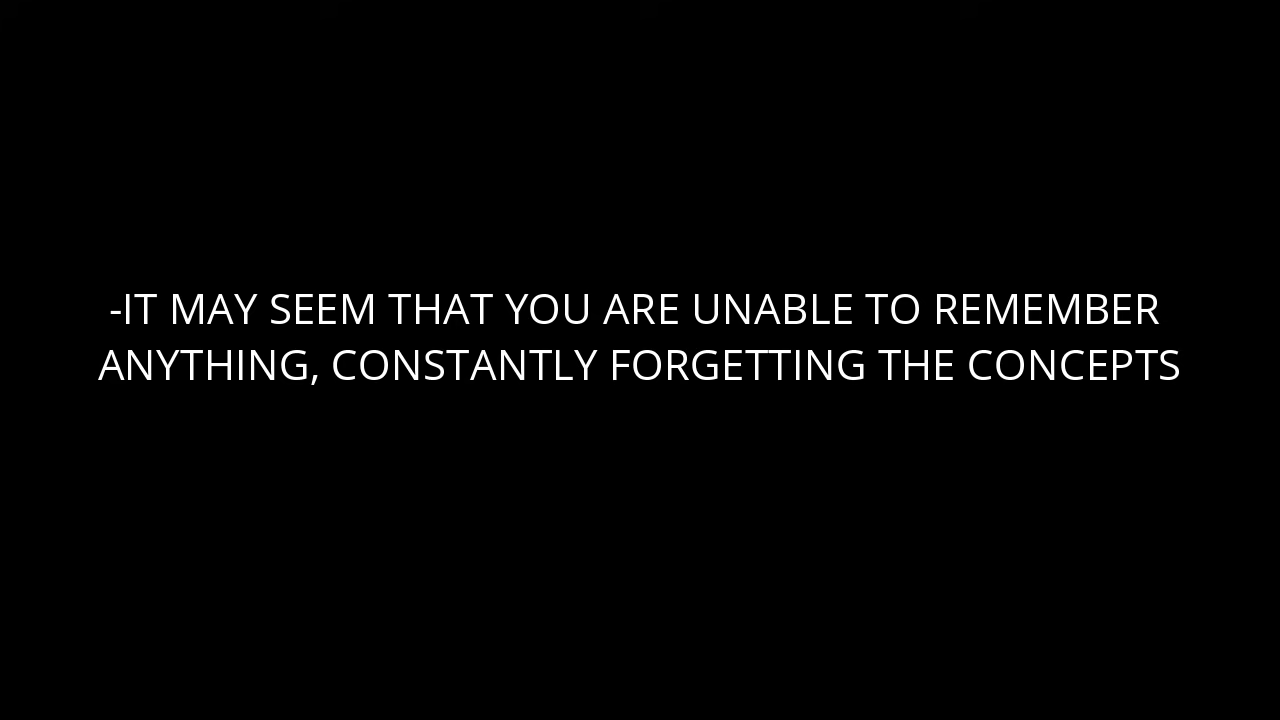 -IT MAY SEEM THAT YOU ARE UNABLE TO REMEMBER
ANYTHING, CONSTANTLY FORGETTING THE CONCEPTS